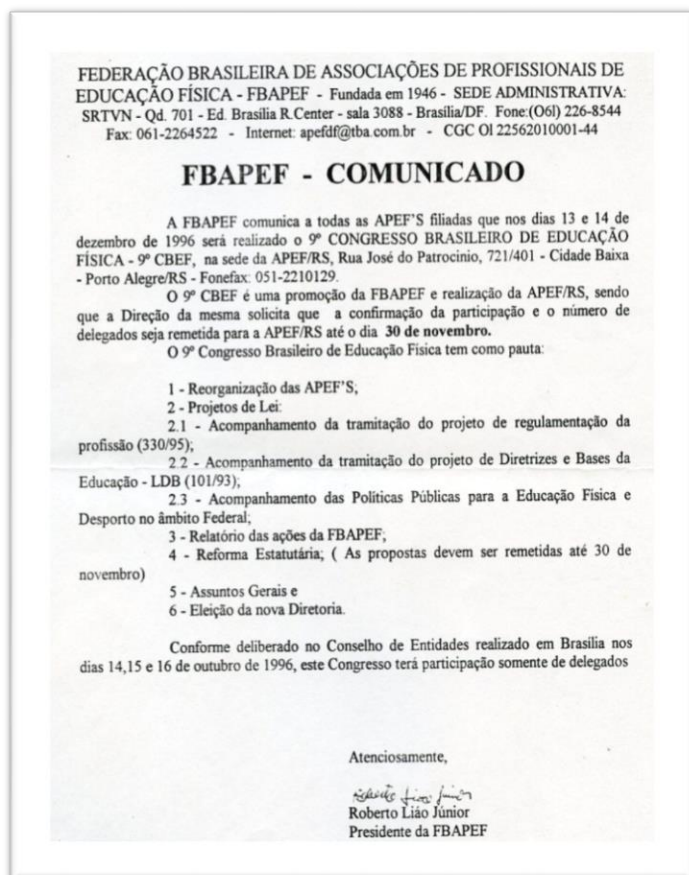 FEDERAÇÃO BRASILEIRA DE ASSOCIAÇÕES DE PROFISSIONAIS DE
EDUCAÇÃO FÍSICA - FBAPEF - Fundada em 1946 - SEDE ADMINISTRATIVA:
SRTVN - Qd. 701 - Ed. Brasília R.Center - sala 3088 - Brasília/DF. Fone:(O6l) 226-8544
Fax: 061-2264522 - Internet: apefdf@tba.com.br - CGC Ol 22562010001-44
FBAPEF - COMUNICADO
A FBAPEF comunica a todas as APEF'S filiadas que nos dias 13 e 14 de
dezembro de 1996 será realizado o 9º CONGRESSO BRASILEIRO DE EDUCAÇÃO
FÍSICA - 9º CBEF, na sede da APEF/RS, Rua José do Patrocinio, 721/401 - Cidade Baixa
- Porto Alegre/RS - Fonefax: 051-2210129.
O 9º CBEF é uma promoção da FBAPEF e realização da APEF/RS, sendo
que a Direção da mesma solicita que a confirmação da participação e o número de
delegados seja remetida para a APEF/RS até o dia 30 de novembro.
O 9º Congresso Brasileiro de Educação Física tem como pauta:
1 - Reorganização das APEF'S;
2 - Projetos de Lei:
2.1 - Acompanhamento da tramitação do projeto de regulamentação da
profissão (330/95);
2.2 - Acompanhamento da tramitação do projeto de Diretrizes e Bases da
Educação - LDB (101/93);
2.3 - Acompanhamento das Políticas Públicas para a Educação Física e
Desporto no âmbito Federal;
3 - Relatório das ações da FBAPEF;
4 - Reforma Estatutária; ( As propostas devem ser remetidas até 30 de
novembro)
5 - Assuntos Gerais e
6 - Eleição da nova Diretoria.
Conforme deliberado no Conselho de Entidades realizado em Brasília nos
dias 14,15 e 16 de outubro de 1996, este Congresso terá participação somente de delegados
Atenciosamente,
Roberto Liáo Júnior
Presidente da FBAPEF